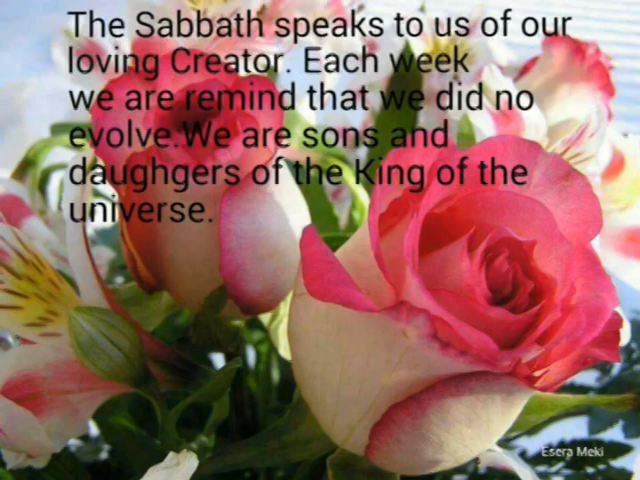 The Sabbath speaks to us of our
loving Creator. Each week
we are remind that we did no
evolve.We are sons and
daughgers of the King of the
universe.
Esera Meki